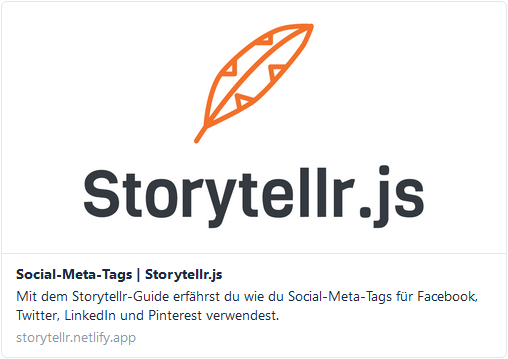 Storytellr.js
Social-Meta-Tags | Storytellr.js
Mit dem Storytellr-Guide erfährst du wie du Social-Meta-Tags für Facebook,
Twitter, LinkedIn und Pinterest verwendest.
storytellr.netlify.app